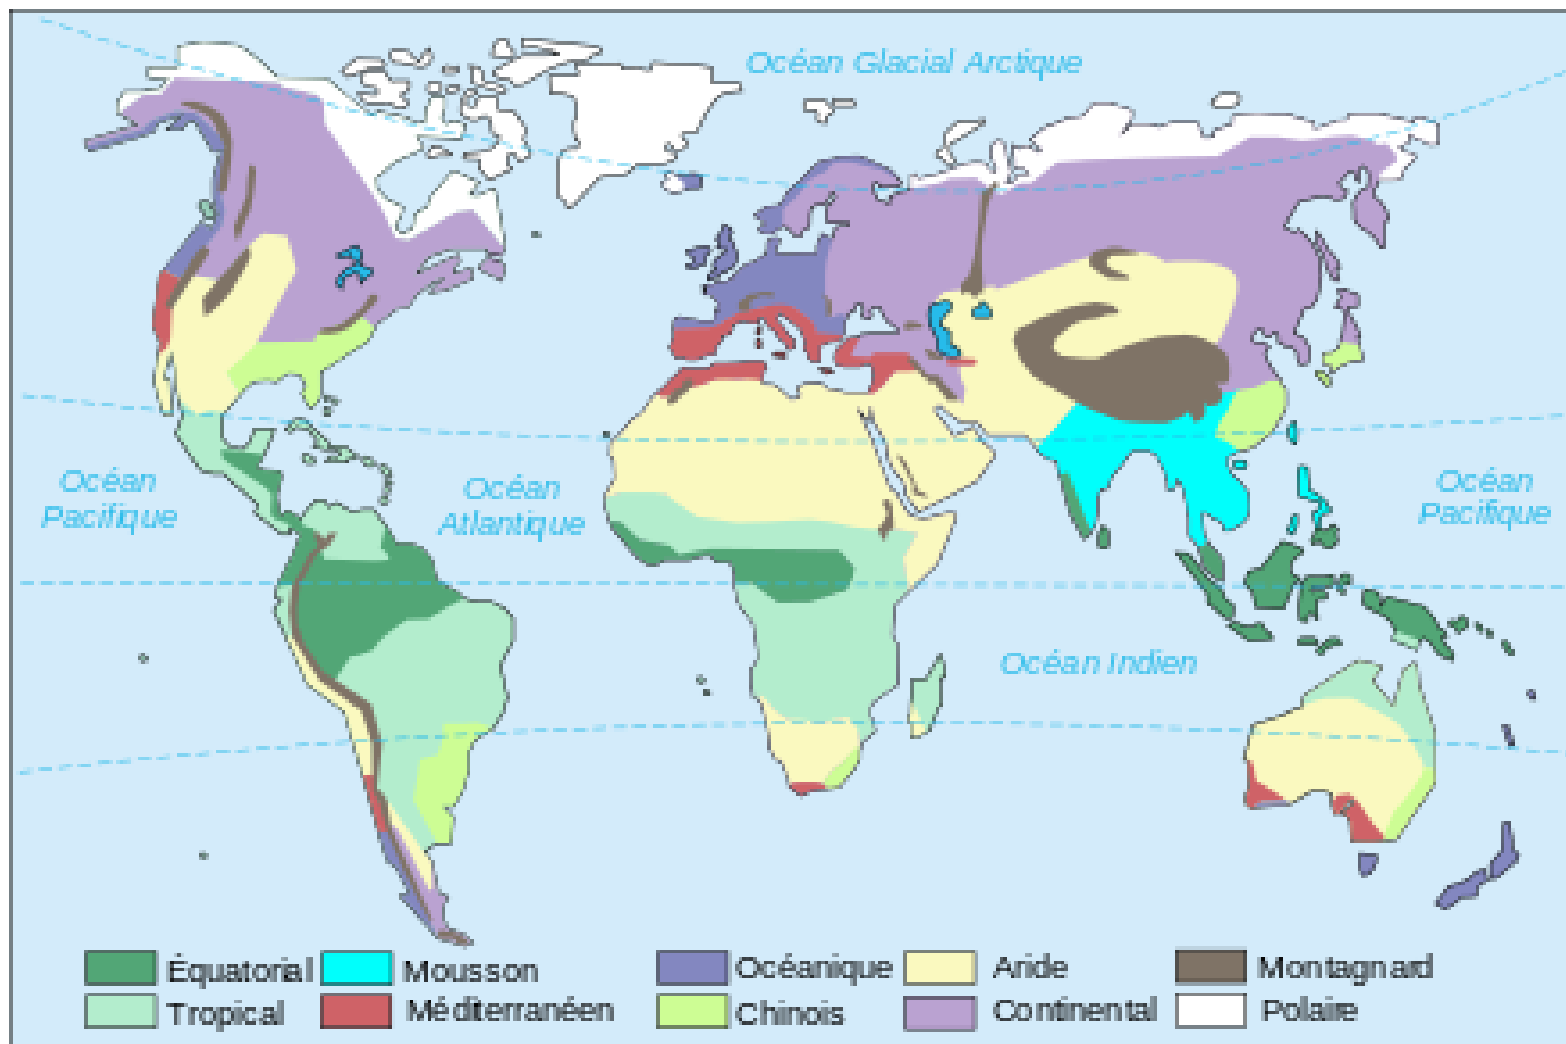 Océan Glacial Arctique
Océan
Pacifique
Océan
Atlantique
Océan
Pacifique
Océan Indien
Équatorial
Mousson
Océanique
Aride
Montagnard
Tropical
Méditerranéen
Chinois
Continental
Polaire